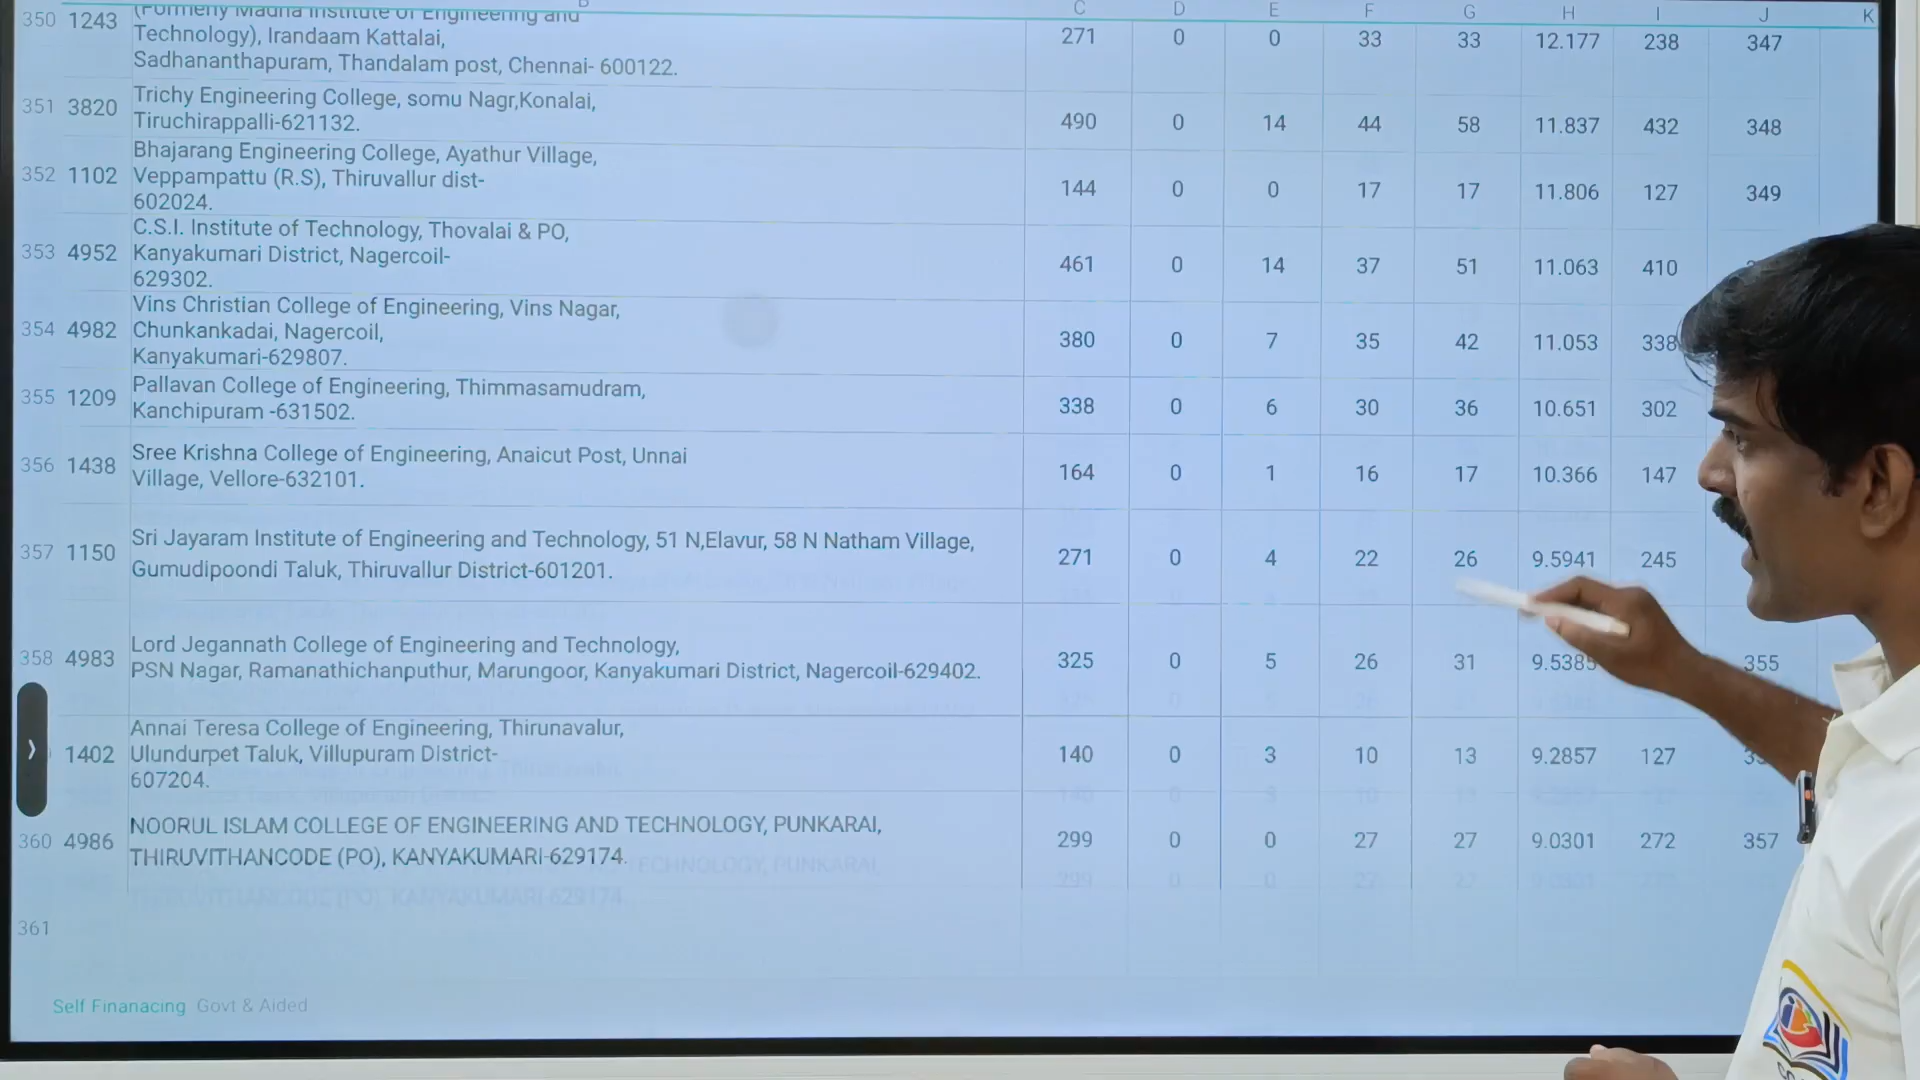 B C D E F G H I J K
350 1243 (Formerly Madha Institute of Engineering and
Technology), Irandaam Kattalai,
Sadhananthapuram, Thandalam post, Chennai- 600122. 271 0 0 33 33 12.177 238 347
351 3820 Trichy Engineering College, somu Nagr,Konalai,
Tiruchirappalli-621132. 490 0 14 44 58 11.837 432 348
352 1102 Bhajarang Engineering College, Ayathur Village,
Veppampattu (R.S), Thiruvallur dist-
602024. 144 0 0 17 17 11.806 127 349
353 4952 C.S.I. Institute of Technology, Thovalai & PO,
Kanyakumari District, Nagercoil-
629302. 461 0 14 37 51 11.063 410
354 4982 Vins Christian College of Engineering, Vins Nagar,
Chunkankadai, Nagercoil,
Kanyakumari-629807. 380 0 7 35 42 11.053 338
355 1209 Pallavan College of Engineering, Thimmasamudram,
Kanchipuram -631502. 338 0 6 30 36 10.651 302
356 1438 Sree Krishna College of Engineering, Anaicut Post, Unnai
Village, Vellore-632101. 164 0 1 16 17 10.366 147
357 1150 Sri Jayaram Institute of Engineering and Technology, 51 N,Elavur, 58 N Natham Village,
Gumudipoondi Taluk, Thiruvallur District-601201. 271 0 4 22 26 9.5941 245
358 4983 Lord Jegannath College of Engineering and Technology,
PSN Nagar, Ramanathichanputhur, Marungoor, Kanyakumari District, Nagercoil-629402. 325 0 5 26 31 9.5385 355
1402 Annai Teresa College of Engineering, Thirunavalur,
Ulundurpet Taluk, Villupuram District-
607204. 140 0 3 10 13 9.2857 127
360 4986 NOORUL ISLAM COLLEGE OF ENGINEERING AND TECHNOLOGY, PUNKARAI,
THIRUVITHANCODE (PO), KANYAKUMARI-629174. 299 0 0 27 27 9.0301 272 357
361
Self Finanacing Govt & Aided